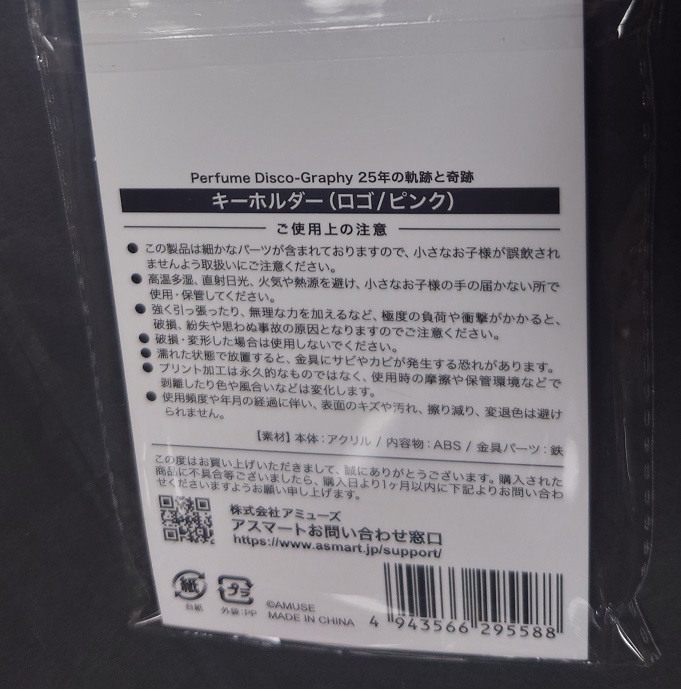 Perfume Disco-Graphy 25年の軌跡と奇跡
キーホルダー(ロゴ/ピンク)
ご使用上の注意
● この製品は細かなパーツが含まれておりますので、小さなお子様が誤飲され
ませんよう取扱いにご注意ください。
● 高温多湿、直射日光、火気や熱源を避け、小さなお子様の手の届かない所で
使用・保管してください。
● 強く引っ張ったり、無理な力を加えるなど、極度の負荷や衝撃がかかると、
破損、紛失や思わぬ事故の原因となりますのでご注意ください。
● 破損・変形した場合は使用しないでください。
● 濡れた状態で放置すると、金具にサビやカビが発生する恐れがあります。
● プリント加工は永久的なものではなく、使用時の摩擦や保管環境などで
剥離したり色や風合いなどは変化します。
● 使用頻度や年月の経過に伴い、表面のキズや汚れ、擦り減り、変退色は避け
られません。
【素材】本体:アクリル / 内容物:ABS / 金具パーツ:鉄
この度はお買い上げいただきまして、誠にありがとうございます。購入された
商品に不具合等ございましたら、購入日より1ヶ月以内に下記よりお問い合わ
せくださいますようお願い申し上げます。
株式会社アミューズ
アスマートお問い合わせ窓口
https://www.asmart.jp/support/
紙
台紙
プラ
外袋:PP
©AMUSE
MADE IN CHINA
4 943566 295588